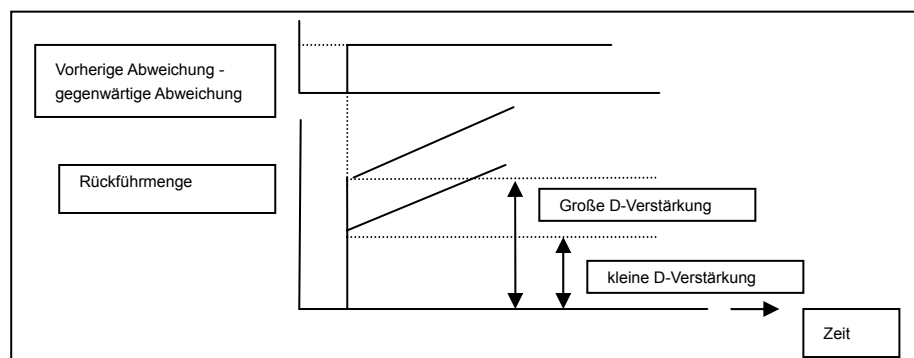 Vorherige Abweichung -
gegenwärtige Abweichung
Rückführmenge
Große D-Verstärkung
kleine D-Verstärkung
Zeit